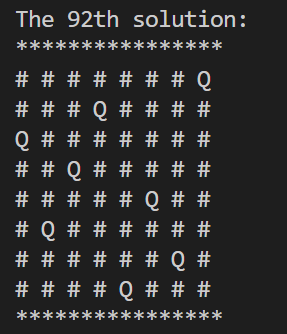 The 92th solution:
****************
# # # # # # # Q
# # # Q # # # #
Q # # # # # # #
# # Q # # # # #
# # # # # Q # #
# Q # # # # # #
# # # # # # Q #
# # # # Q # # #
****************